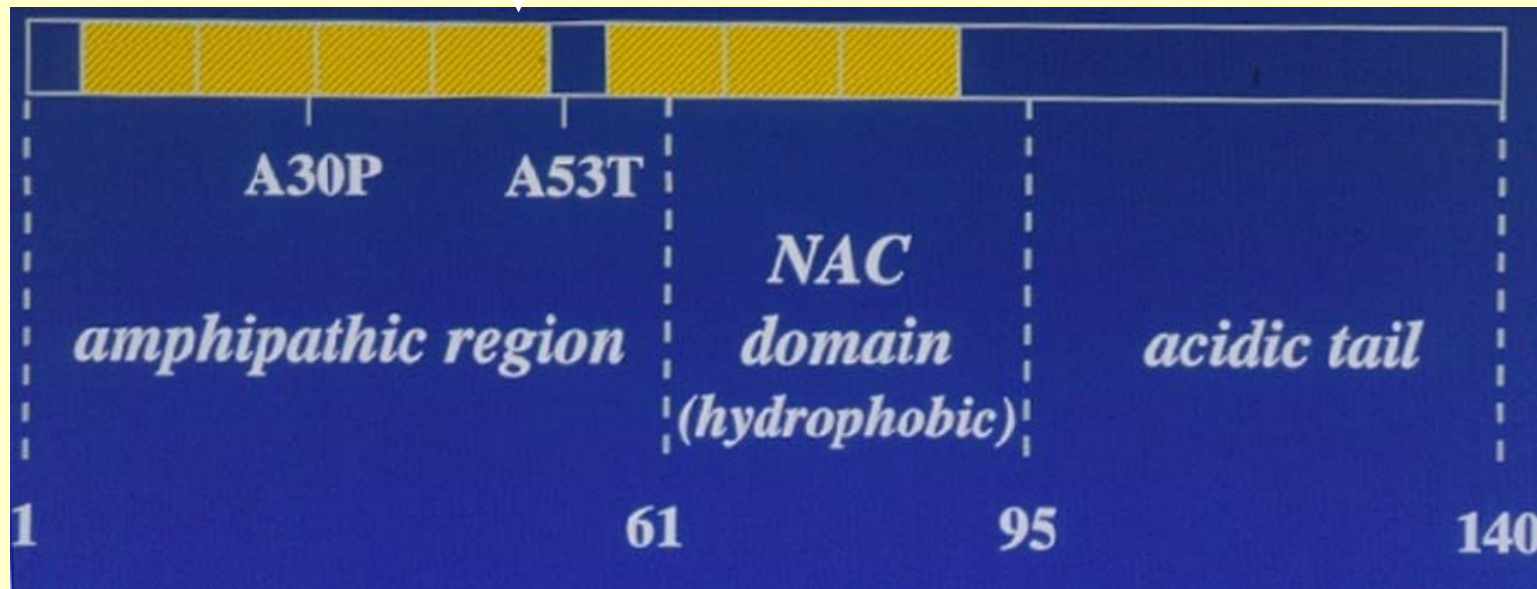 A30P A53T
amphipathic region
NAC
domain
(hydrophobic)
acidic tail
1 61 95 140